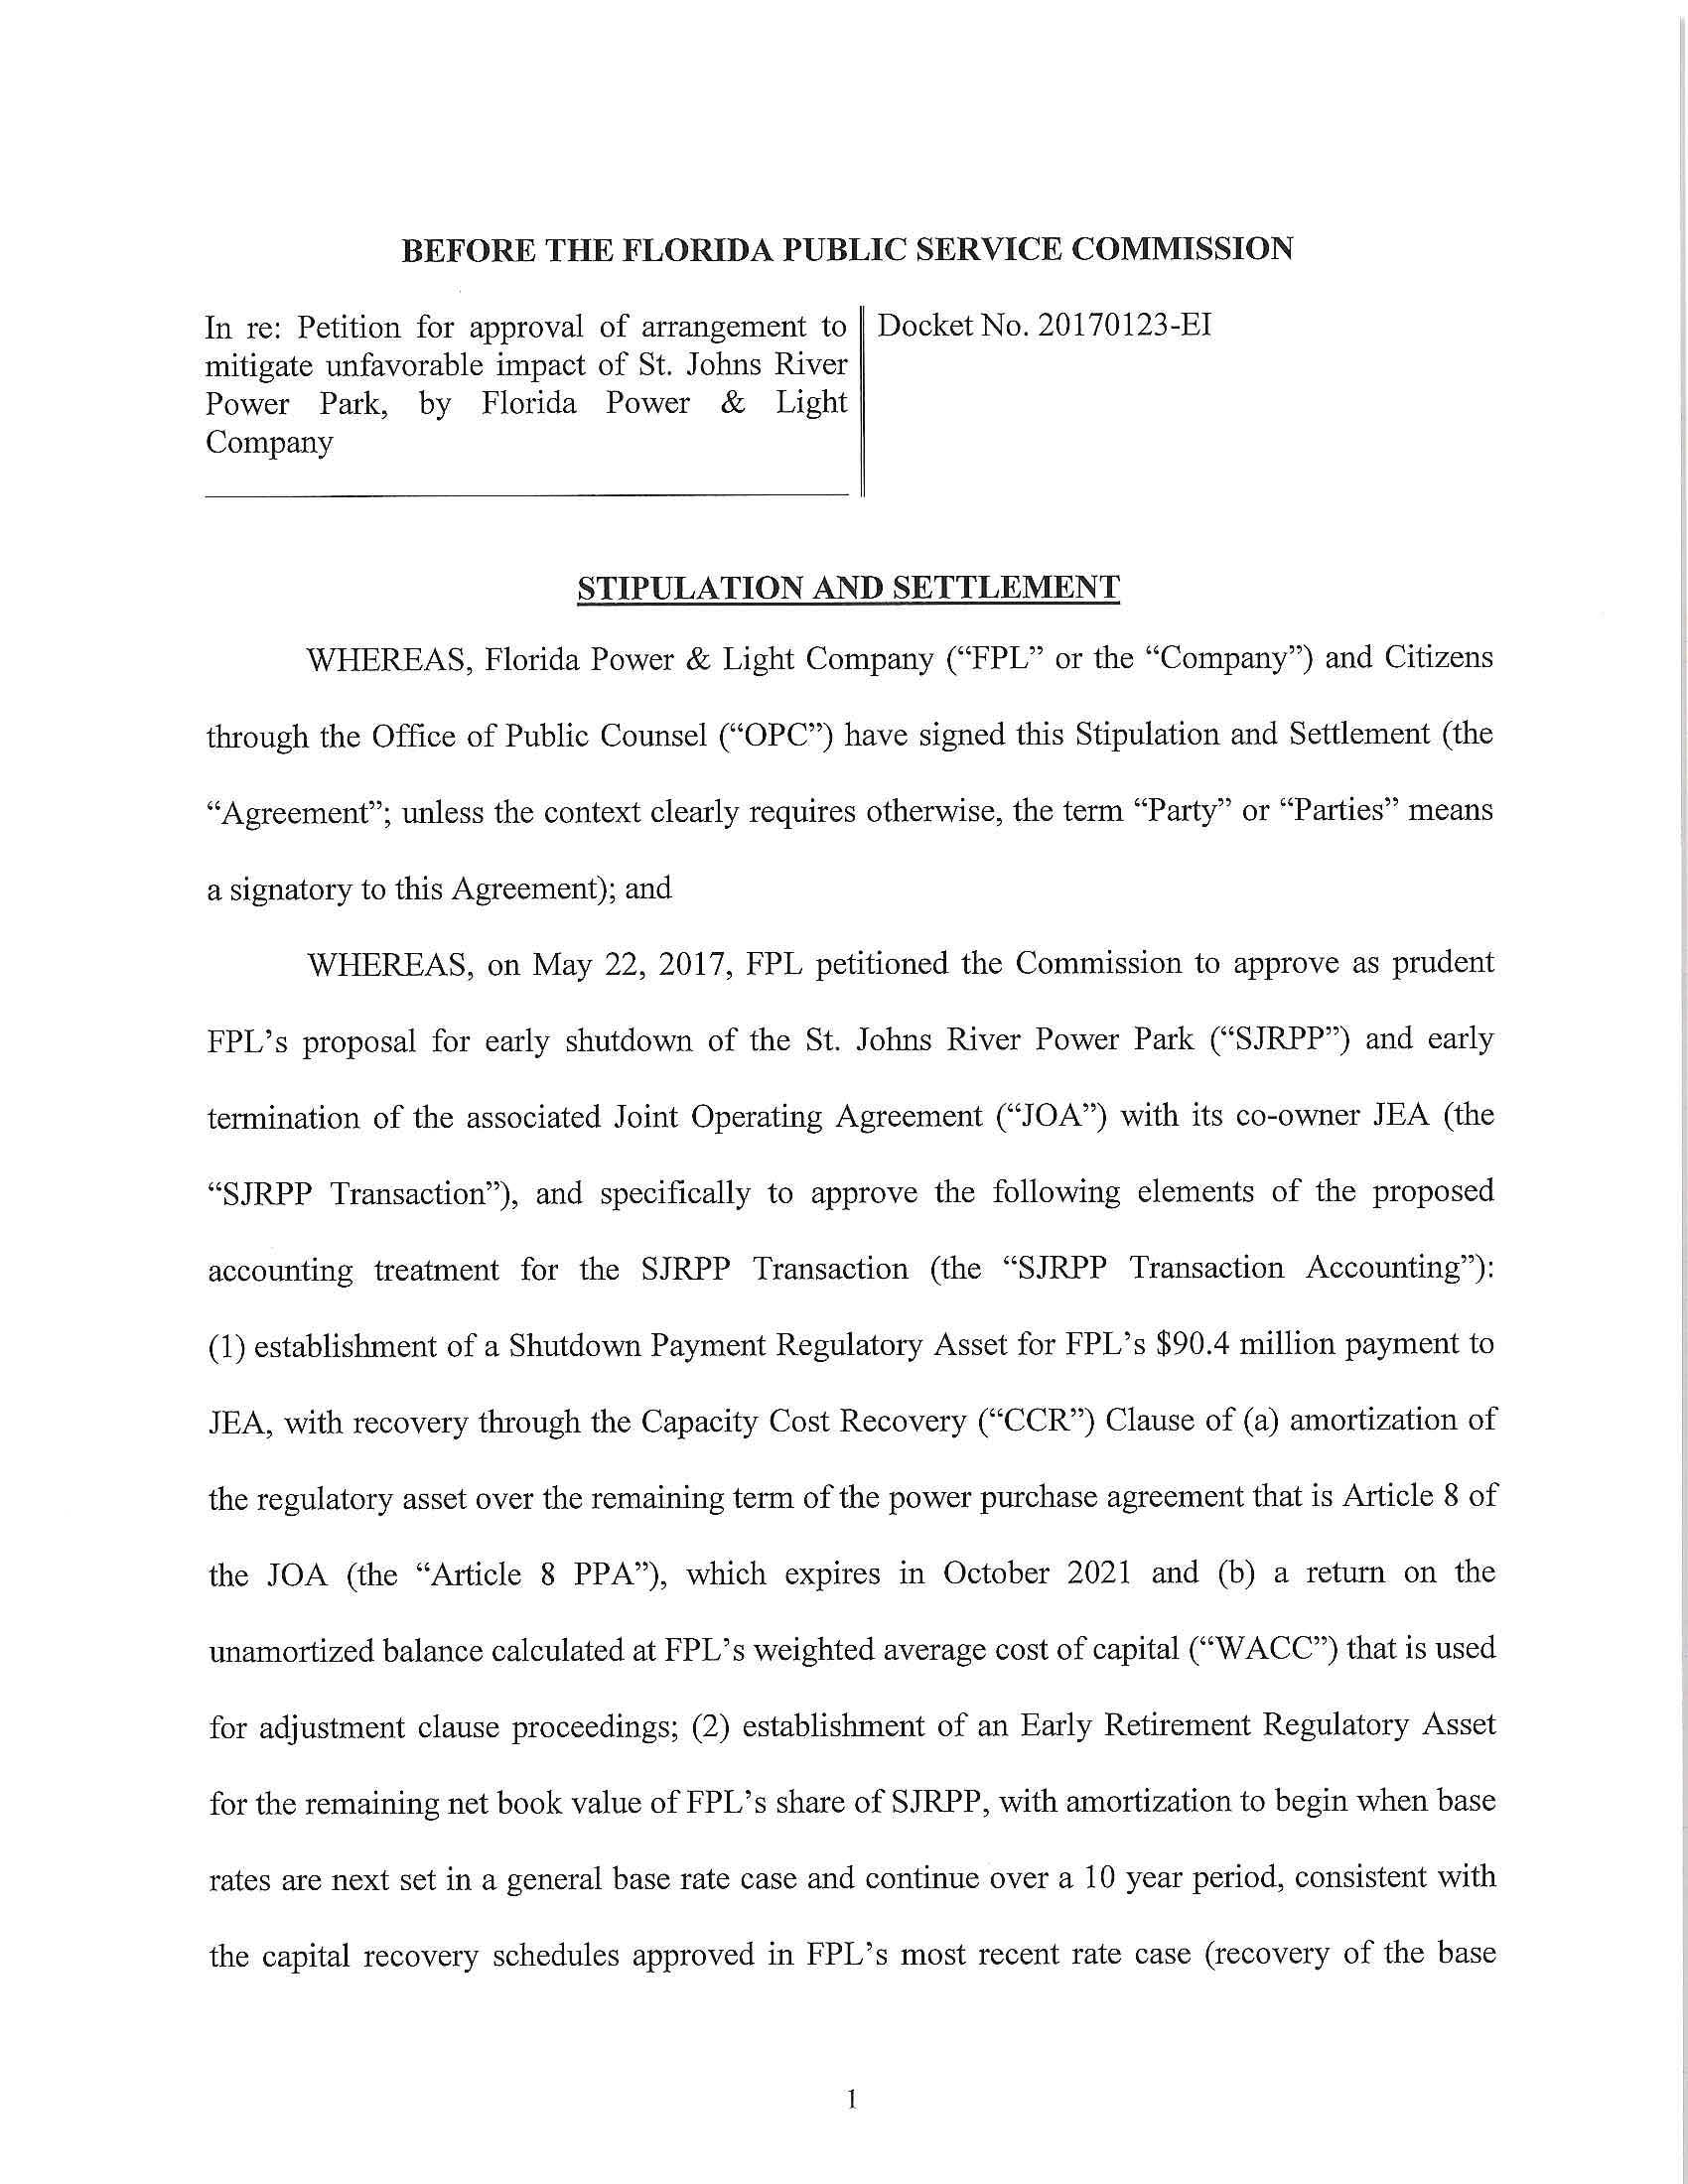 BEFORE THE FLORIDA PUBLIC SERVICE COMMISSION
In re: Petition for approval of arrangement to
mitigate unfavorable impact of St. Johns River
Power Park, by Florida Power & Light
Company
Docket No. 20170123-EI
STIPULATION AND SETTLEMENT
WHEREAS, Florida Power & Light Company (“FPL” or the “Company”) and Citizens
through the Office of Public Counsel (“OPC”) have signed this Stipulation and Settlement (the
“Agreement”; unless the context clearly requires otherwise, the term “Party” or “Parties” means
a signatory to this Agreement); and
WHEREAS, on May 22, 2017, FPL petitioned the Commission to approve as prudent
FPL’s proposal for early shutdown of the St. Johns River Power Park (“SJRPP”) and early
termination of the associated Joint Operating Agreement (“JOA”) with its co-owner JEA (the
“SJRPP Transaction”), and specifically to approve the following elements of the proposed
accounting treatment for the SJRPP Transaction (the “SJRPP Transaction Accounting”):
(1) establishment of a Shutdown Payment Regulatory Asset for FPL’s $90.4 million payment to
JEA, with recovery through the Capacity Cost Recovery (“CCR”) Clause of (a) amortization of
the regulatory asset over the remaining term of the power purchase agreement that is Article 8 of
the JOA (the “Article 8 PPA”), which expires in October 2021 and (b) a return on the
unamortized balance calculated at FPL’s weighted average cost of capital (“WACC”) that is used
for adjustment clause proceedings; (2) establishment of an Early Retirement Regulatory Asset
for the remaining net book value of FPL’s share of SJRPP, with amortization to begin when base
rates are next set in a general base rate case and continue over a 10 year period, consistent with
the capital recovery schedules approved in FPL’s most recent rate case (recovery of the base
1